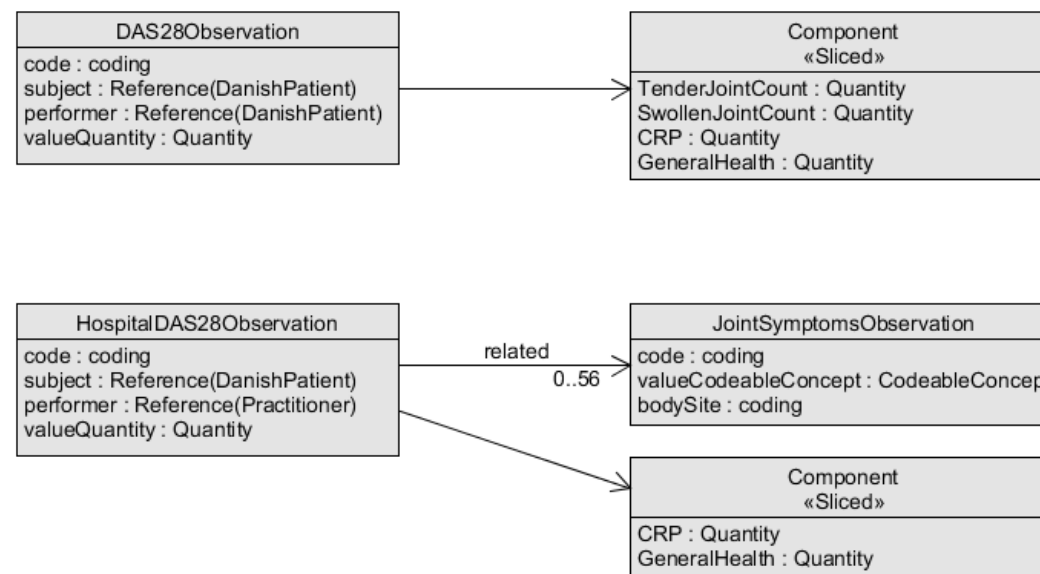 DAS28Observation
code : coding
subject : Reference(DanishPatient)
performer : Reference(DanishPatient)
valueQuantity : Quantity
Component
«Sliced»
TenderJointCount : Quantity
SwollenJointCount : Quantity
CRP : Quantity
GeneralHealth : Quantity
HospitalDAS28Observation
code : coding
subject : Reference(DanishPatient)
performer : Reference(Practitioner)
valueQuantity : Quantity
related
0..56
JointSymptomsObservation
code : coding
valueCodeableConcept : CodeableConcep
bodySite : coding
Component
«Sliced»
CRP : Quantity
GeneralHealth : Quantity